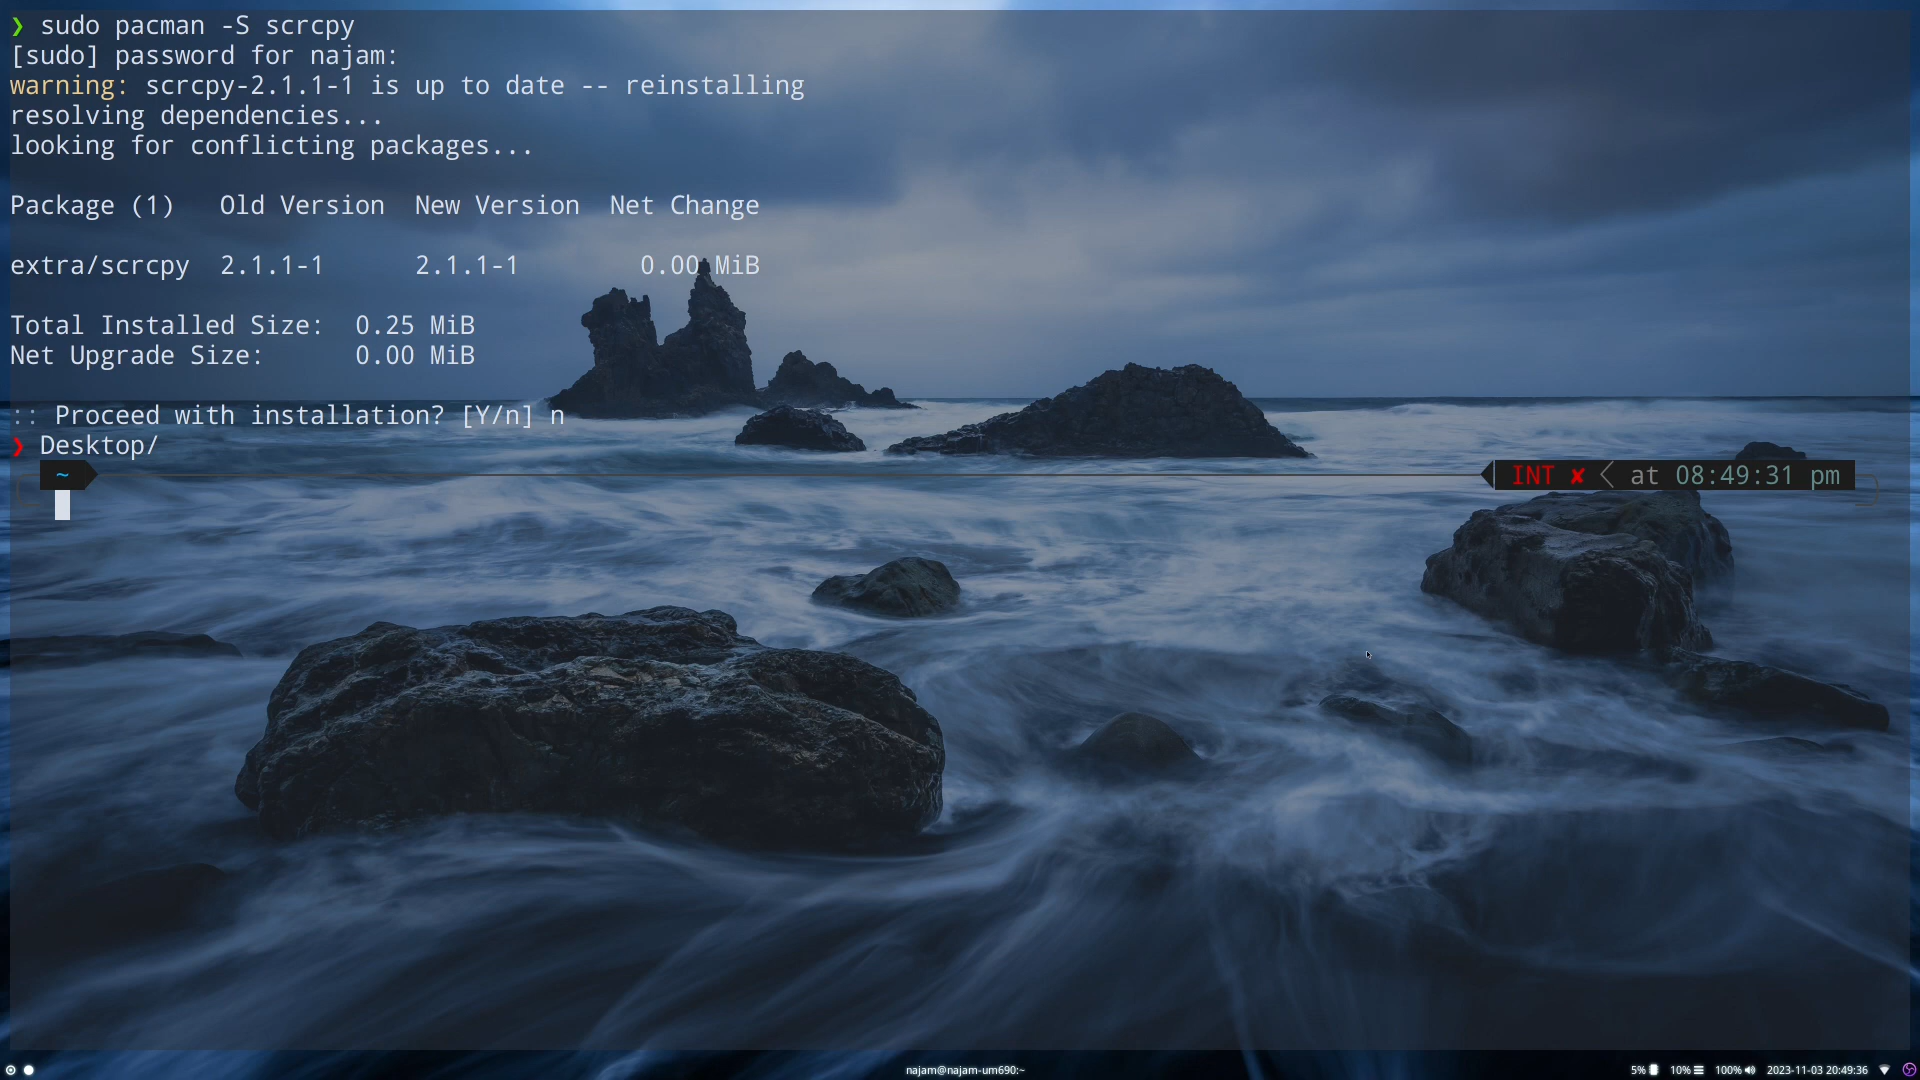 ❯ sudo pacman -S scrcpy
[sudo] password for najam:
warning: scrcpy-2.1.1-1 is up to date -- reinstalling
resolving dependencies...
looking for conflicting packages...
Package (1)   Old Version  New Version  Net Change
extra/scrcpy  2.1.1-1      2.1.1-1        0.00 MiB
Total Installed Size:  0.25 MiB
Net Upgrade Size:      0.00 MiB
:: Proceed with installation? [Y/n] n
❯ Desktop/
~ INT ✘ at 08:49:31 pm
najam@najam-um690:~ 5% 10% 100% 2023-11-03 20:49:36